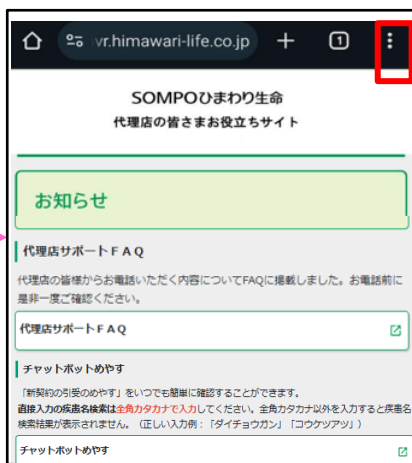 vr.himawari-life.co.jp
1
SOMPOひまわり生命
代理店の皆さまお役立ちサイト
お知らせ
代理店サポートＦＡＱ
代理店の皆様からお電話いただく内容についてFAQに掲載しました。お電話前に
是非一度ご確認ください。
代理店サポートＦＡＱ
チャットボットめやす
「新契約の引受のめやす」をいつでも簡単に確認することができます。
直接入力の疾患名検索は全角カタカナで入力してください。全角カタカナ以外を入力すると疾患名
検索結果が表示されません。（正しい入力例：「ダイチョウガン」「コウケツアツ」）
チャットボットめやす